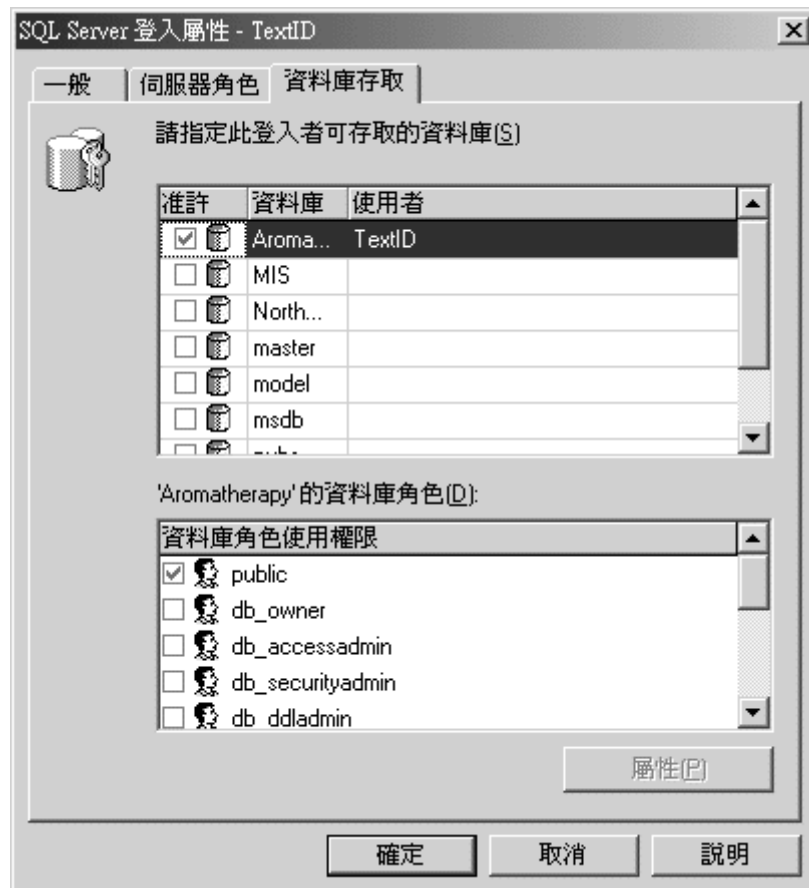 SQL Server 登入屬性 - TextID
一般 伺服器角色 資料庫存取
請指定此登入者可存取的資料庫(S)
准許 資料庫 使用者
Aroma... TextID
MIS
North...
master
model
msdb
'Aromatherapy' 的資料庫角色(D):
資料庫角色使用權限
public
db_owner
db_accessadmin
db_securityadmin
db_ddladmin
屬性(P)
確定 取消 說明